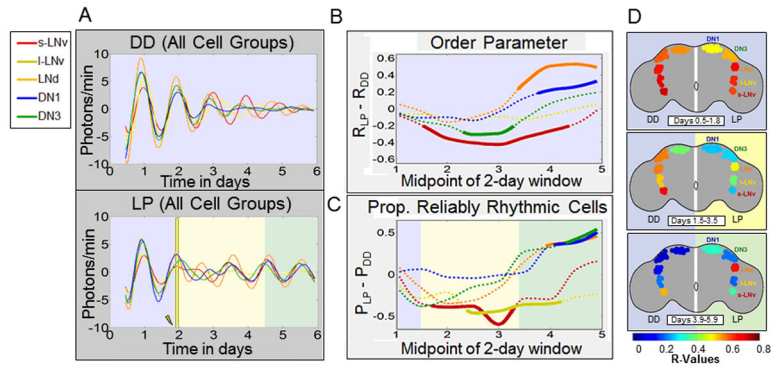 A
s-LNv
l-LNv
LNd
DN1
DN3
DD (All Cell Groups)
Photons/min
10
5
0
-5
-10
0 1 2 3 4 5 6
Time in days
LP (All Cell Groups)
Photons/min
10
5
0
-5
-10
0 1 2 3 4 5 6
Time in days
B
Order Parameter
R_LP - R_DD
0.6
0.4
0.2
0
-0.2
-0.4
-0.6
1 2 3 4 5
Midpoint of 2-day window
C
Prop. Reliably Rhythmic Cells
P_LP - P_DD
0.5
0
-0.5
1 2 3 4 5
Midpoint of 2-day window
D
DN1
DN3
l-LNv
s-LNv
DD
LP
Days 0.5-1.8
DN1
DN3
l-LNv
s-LNv
DD
LP
Days 1.5-3.5
DN1
DN3
LNd
l-LNv
s-LNv
DD
LP
Days 3.9-5.9
0 0.2 0.4 0.6 0.8
R-Values